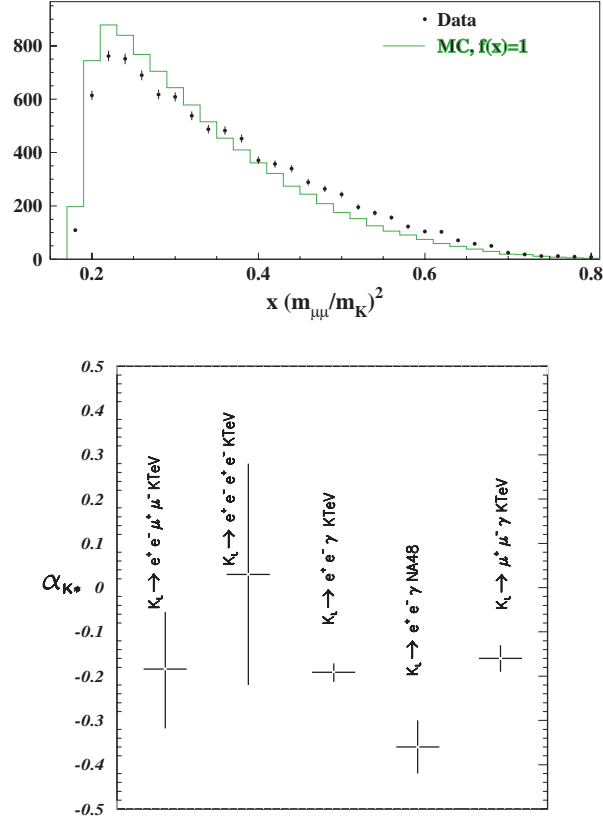 Data
MC, f(x)=1
800
600
400
200
0
0.2 0.4 0.6 0.8
x (mμμ/mK)²
0.5
0.4
0.3
0.2
0.1
0
-0.1
-0.2
-0.3
-0.4
-0.5
αK*
KL→ e⁺ e⁻ μ⁺ μ⁻ KTeV
KL→ e⁺ e⁻ e⁺ e⁻ KTeV
KL→ e⁺ e⁻ γ KTeV
KL→ e⁺ e⁻ γ NA48
KL→ μ⁺ μ⁻ γ KTeV